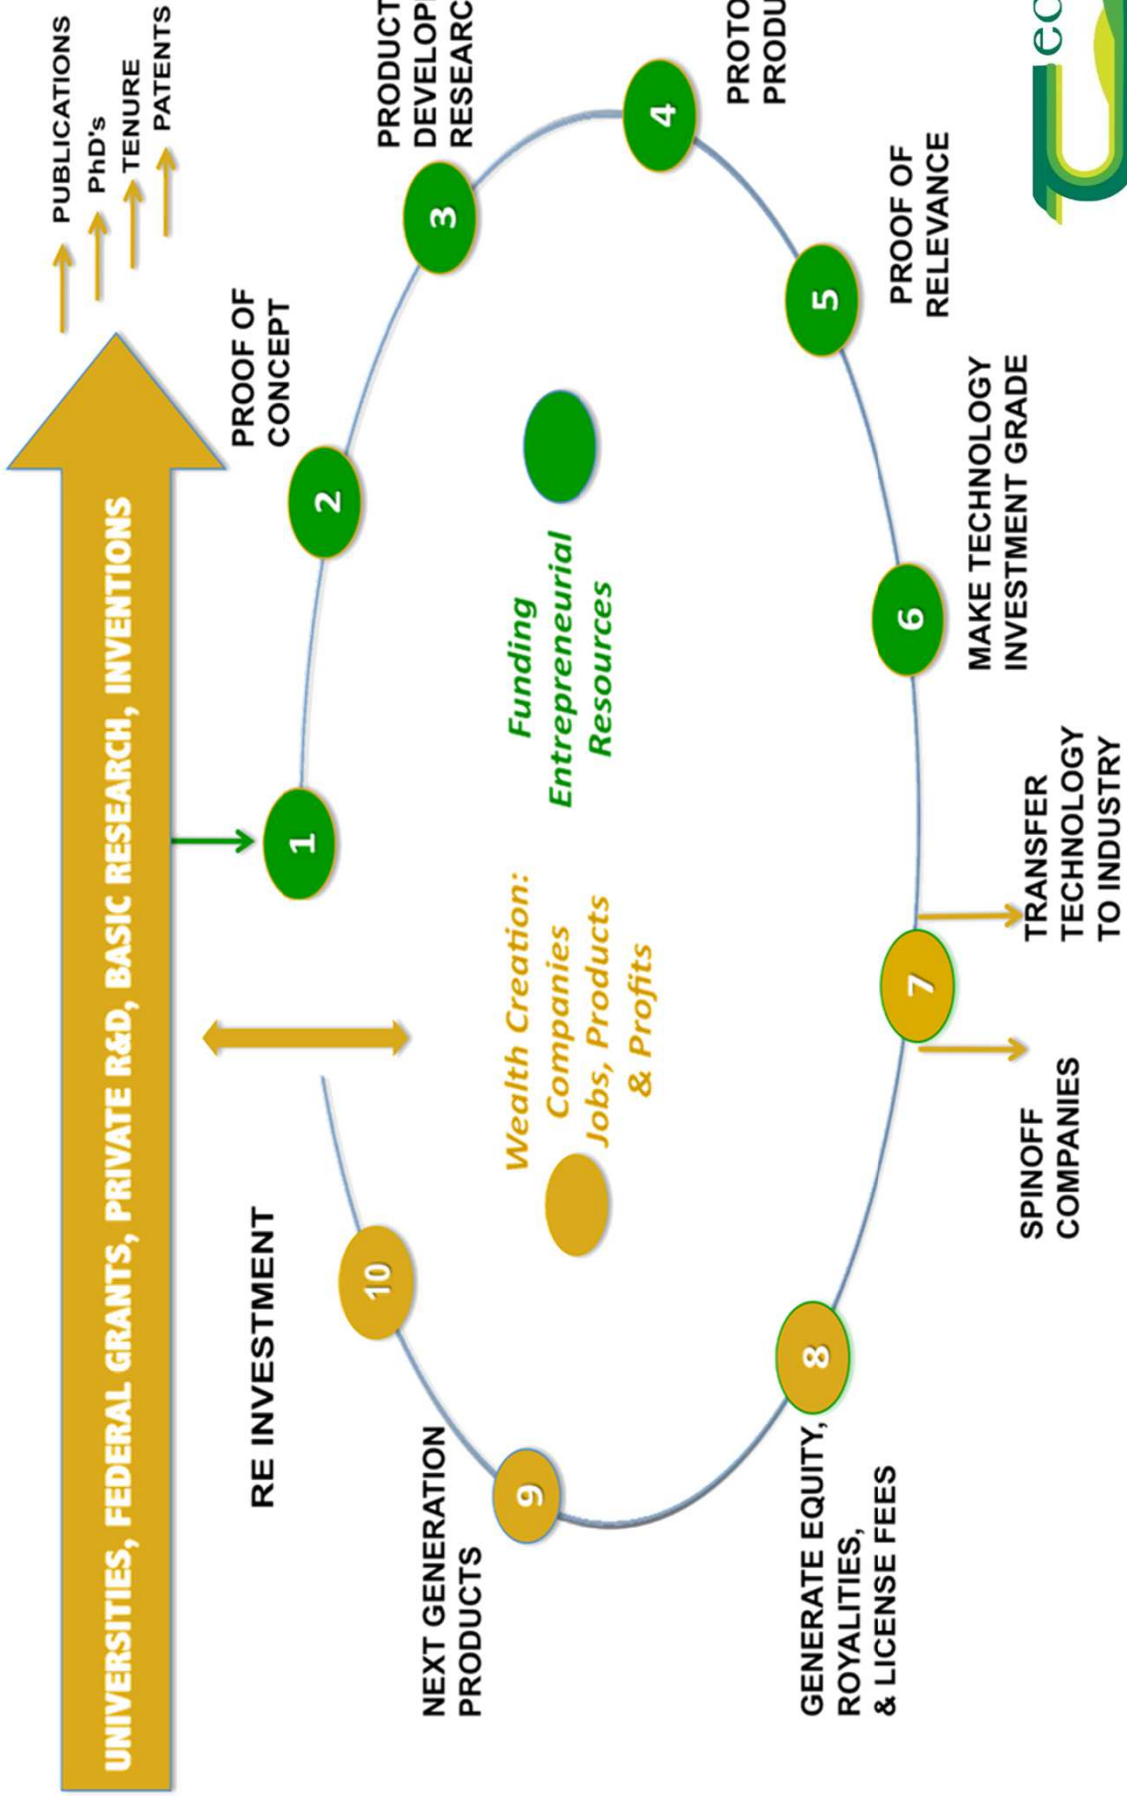 UNIVERSITIES, FEDERAL GRANTS, PRIVATE R&D, BASIC RESEARCH, INVENTIONS
PUBLICATIONS
PhD's
TENURE
PATENTS
1
2
PROOF OF
CONCEPT
3
PRODUCT
4
5
PROOF OF
RELEVANCE
6
MAKE TECHNOLOGY
INVESTMENT GRADE
7
TRANSFER
TECHNOLOGY
TO INDUSTRY
SPINOFF
COMPANIES
8
GENERATE EQUITY,
ROYALITIES,
& LICENSE FEES
9
NEXT GENERATION
PRODUCTS
10
RE INVESTMENT
Wealth Creation:
Companies
Jobs, Products
& Profits
Funding
Entrepreneurial
Resources